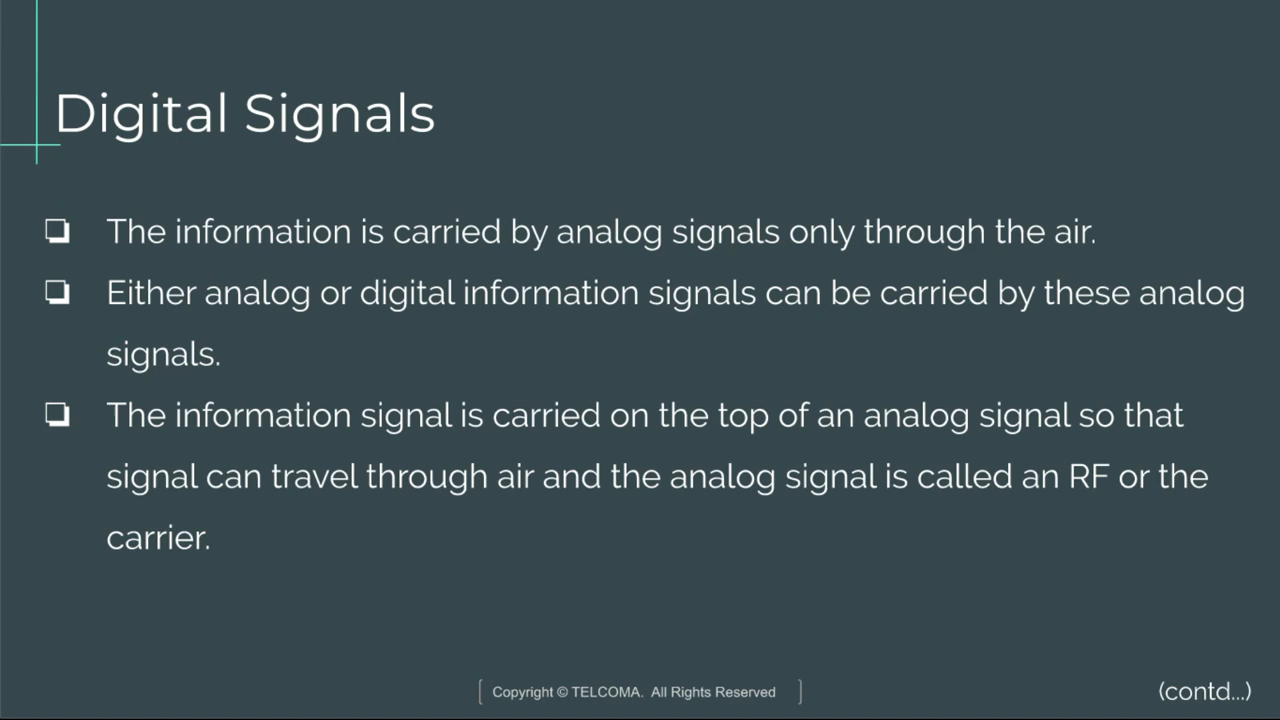 Digital Signals
❏ The information is carried by analog signals only through the air.
❏ Either analog or digital information signals can be carried by these analog
signals.
❏ The information signal is carried on the top of an analog signal so that
signal can travel through air and the analog signal is called an RF or the
carrier.
Copyright © TELCOMA. All Rights Reserved
(contd...)